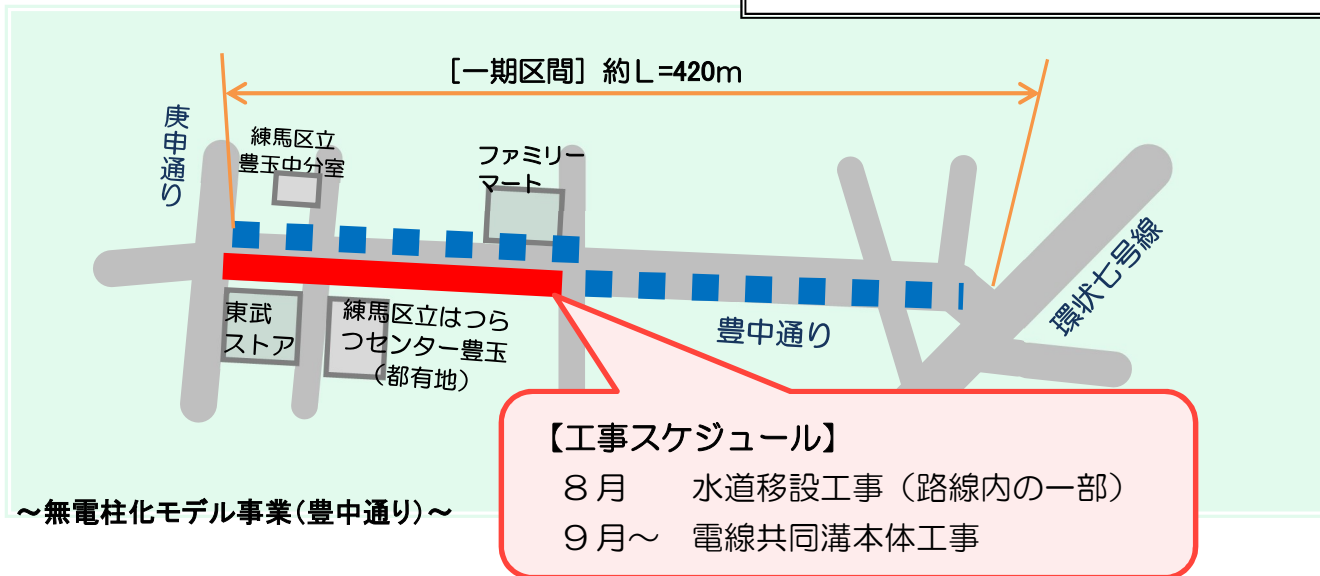 ［一期区間］約Ｌ=420ｍ
庚申通り
練馬区立
豊玉中分室
ファミリー
マート
東武
ストア
練馬区立はつら
つセンター豊玉
（都有地）
豊中通り
環状七号線
【工事スケジュール】
８月　　水道移設工事（路線内の一部）
９月～　電線共同溝本体工事
～無電柱化モデル事業（豊中通り）～